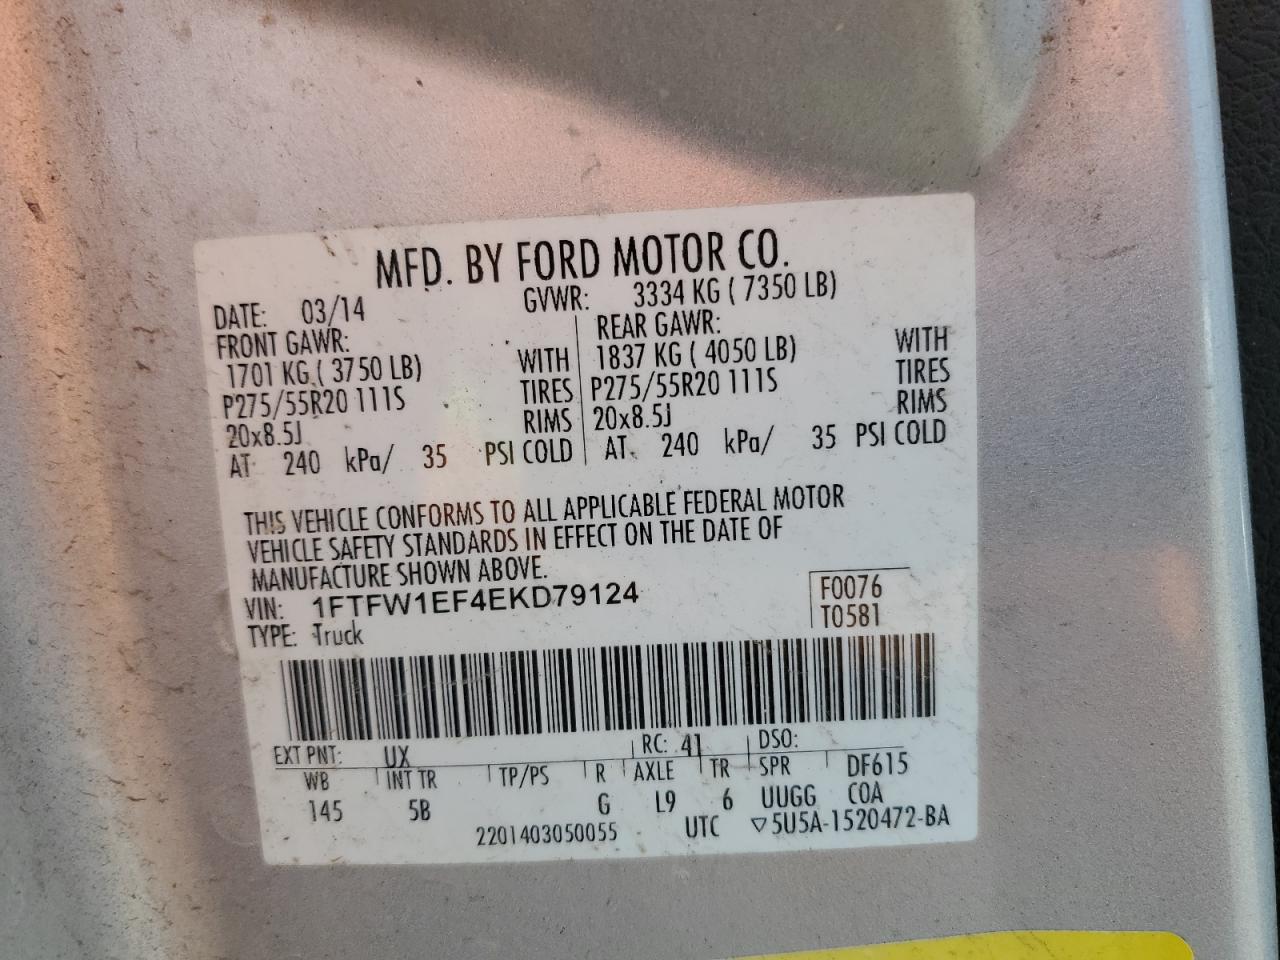 MFD. BY FORD MOTOR CO.
DATE: 03/14 GVWR: 3334 KG ( 7350 LB)
FRONT GAWR: REAR GAWR:
1701 KG ( 3750 LB) WITH 1837 KG ( 4050 LB) WITH
P275/55R20 111S TIRES P275/55R20 111S TIRES
20x8.5J RIMS 20x8.5J RIMS
AT 240 kPa/ 35 PSI COLD AT 240 kPa/ 35 PSI COLD
THIS VEHICLE CONFORMS TO ALL APPLICABLE FEDERAL MOTOR
VEHICLE SAFETY STANDARDS IN EFFECT ON THE DATE OF
MANUFACTURE SHOWN ABOVE.
VIN: 1FTFW1EF4EKD79124 F0076
TYPE: Truck T0581
EXT PNT: UX RC: 41 DSO:
WB INT TR TP/PS R AXLE TR SPR DF615
145 5B G L9 6 UUGG COA
2201403050055 UTC ▽5U5A-1520472-BA